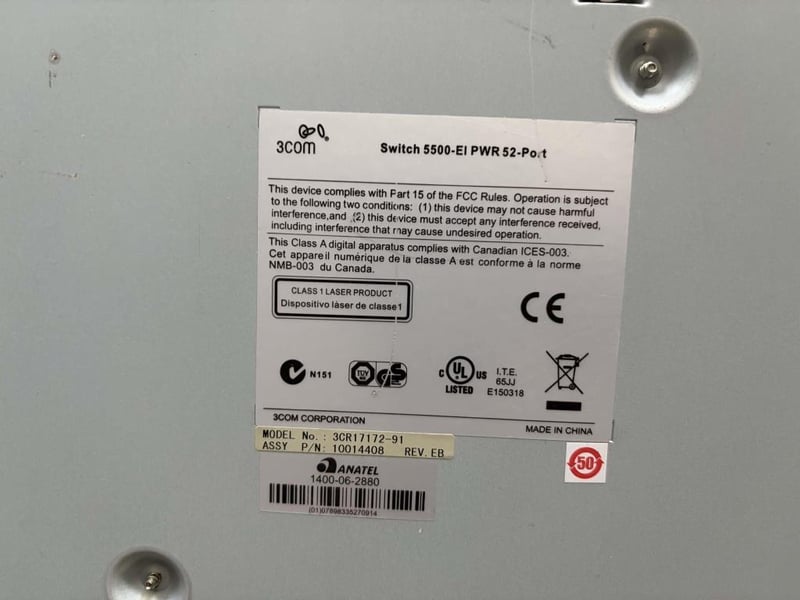 3COM
Switch 5500-EI PWR 52-Port
This device complies with Part 15 of the FCC Rules. Operation is subject
to the following two conditions: (1) this device may not cause harmful
interference,and (2) this device must accept any interference received,
including interference that may cause undesired operation.
This Class A digital apparatus complies with Canadian ICES-003.
Cet appareil numérique de la classe A est conforme à la norme
NMB-003 du Canada.
CLASS 1 LASER PRODUCT
Dispositivo láser de classe1
CE
N151
TUV GS
C UL US
LISTED
I.T.E.
65JJ
E150318
3COM CORPORATION
MADE IN CHINA
MODEL No.: 3CR17172-91
ASSY P/N: 10014408 REV. EB
50
ANATEL
1400-06-2880
(01)07898335270914